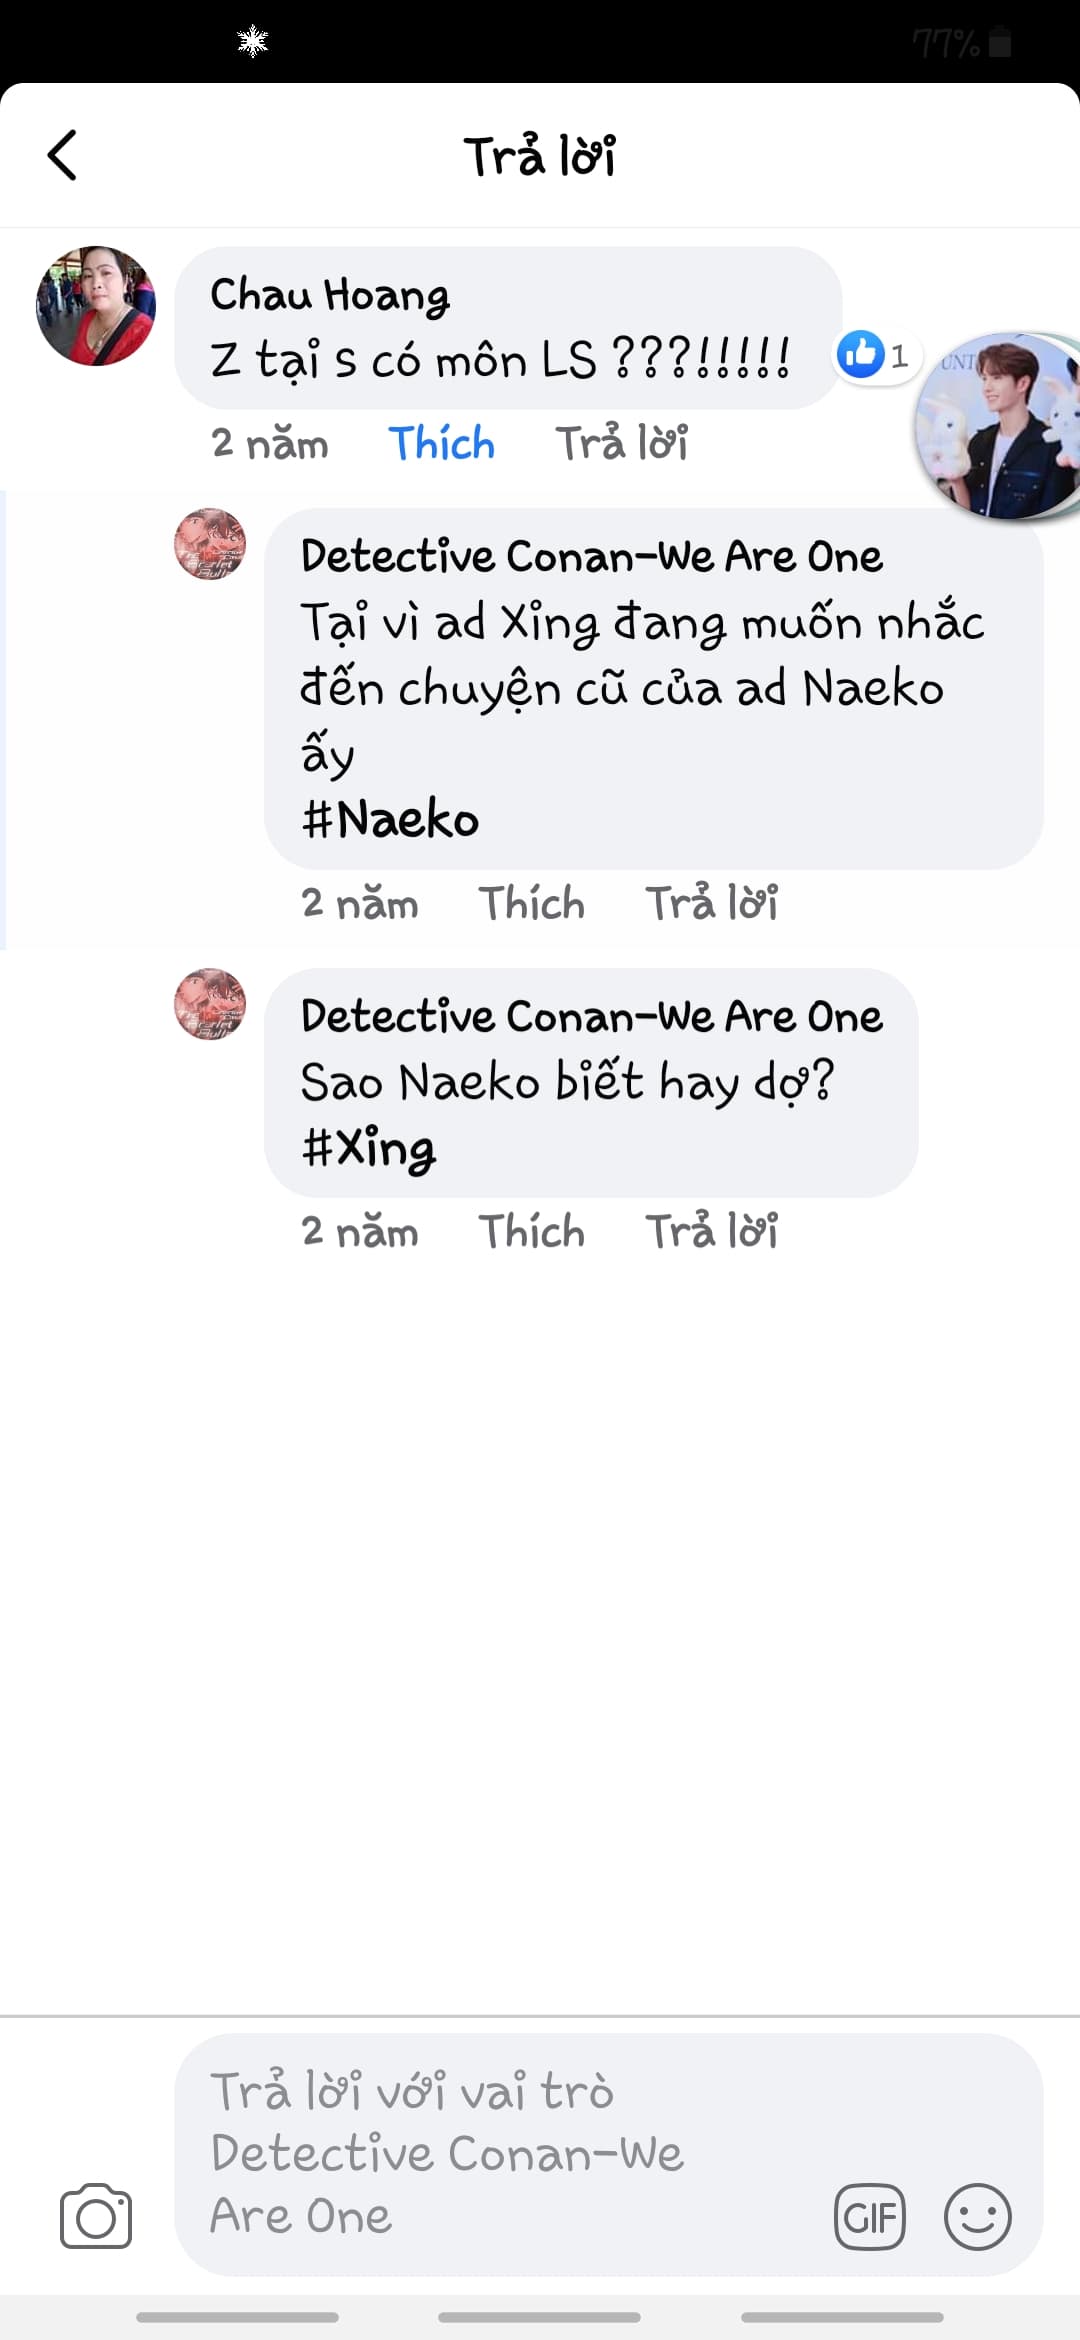 77%
Trả lời
Chau Hoang
Z tại s có môn LS ???!!!!!
1
UNT
2 năm Thích Trả lời
Detective Conan-We Are One
Tại vì ad Xing đang muốn nhắc
đến chuyện cũ của ad Naeko
ấy
#Naeko
2 năm Thích Trả lời
Detective Conan-We Are One
Sao Naeko biết hay dợ?
#Xing
2 năm Thích Trả lời
Trả lời với vai trò
Detective Conan-We
Are One
GIF